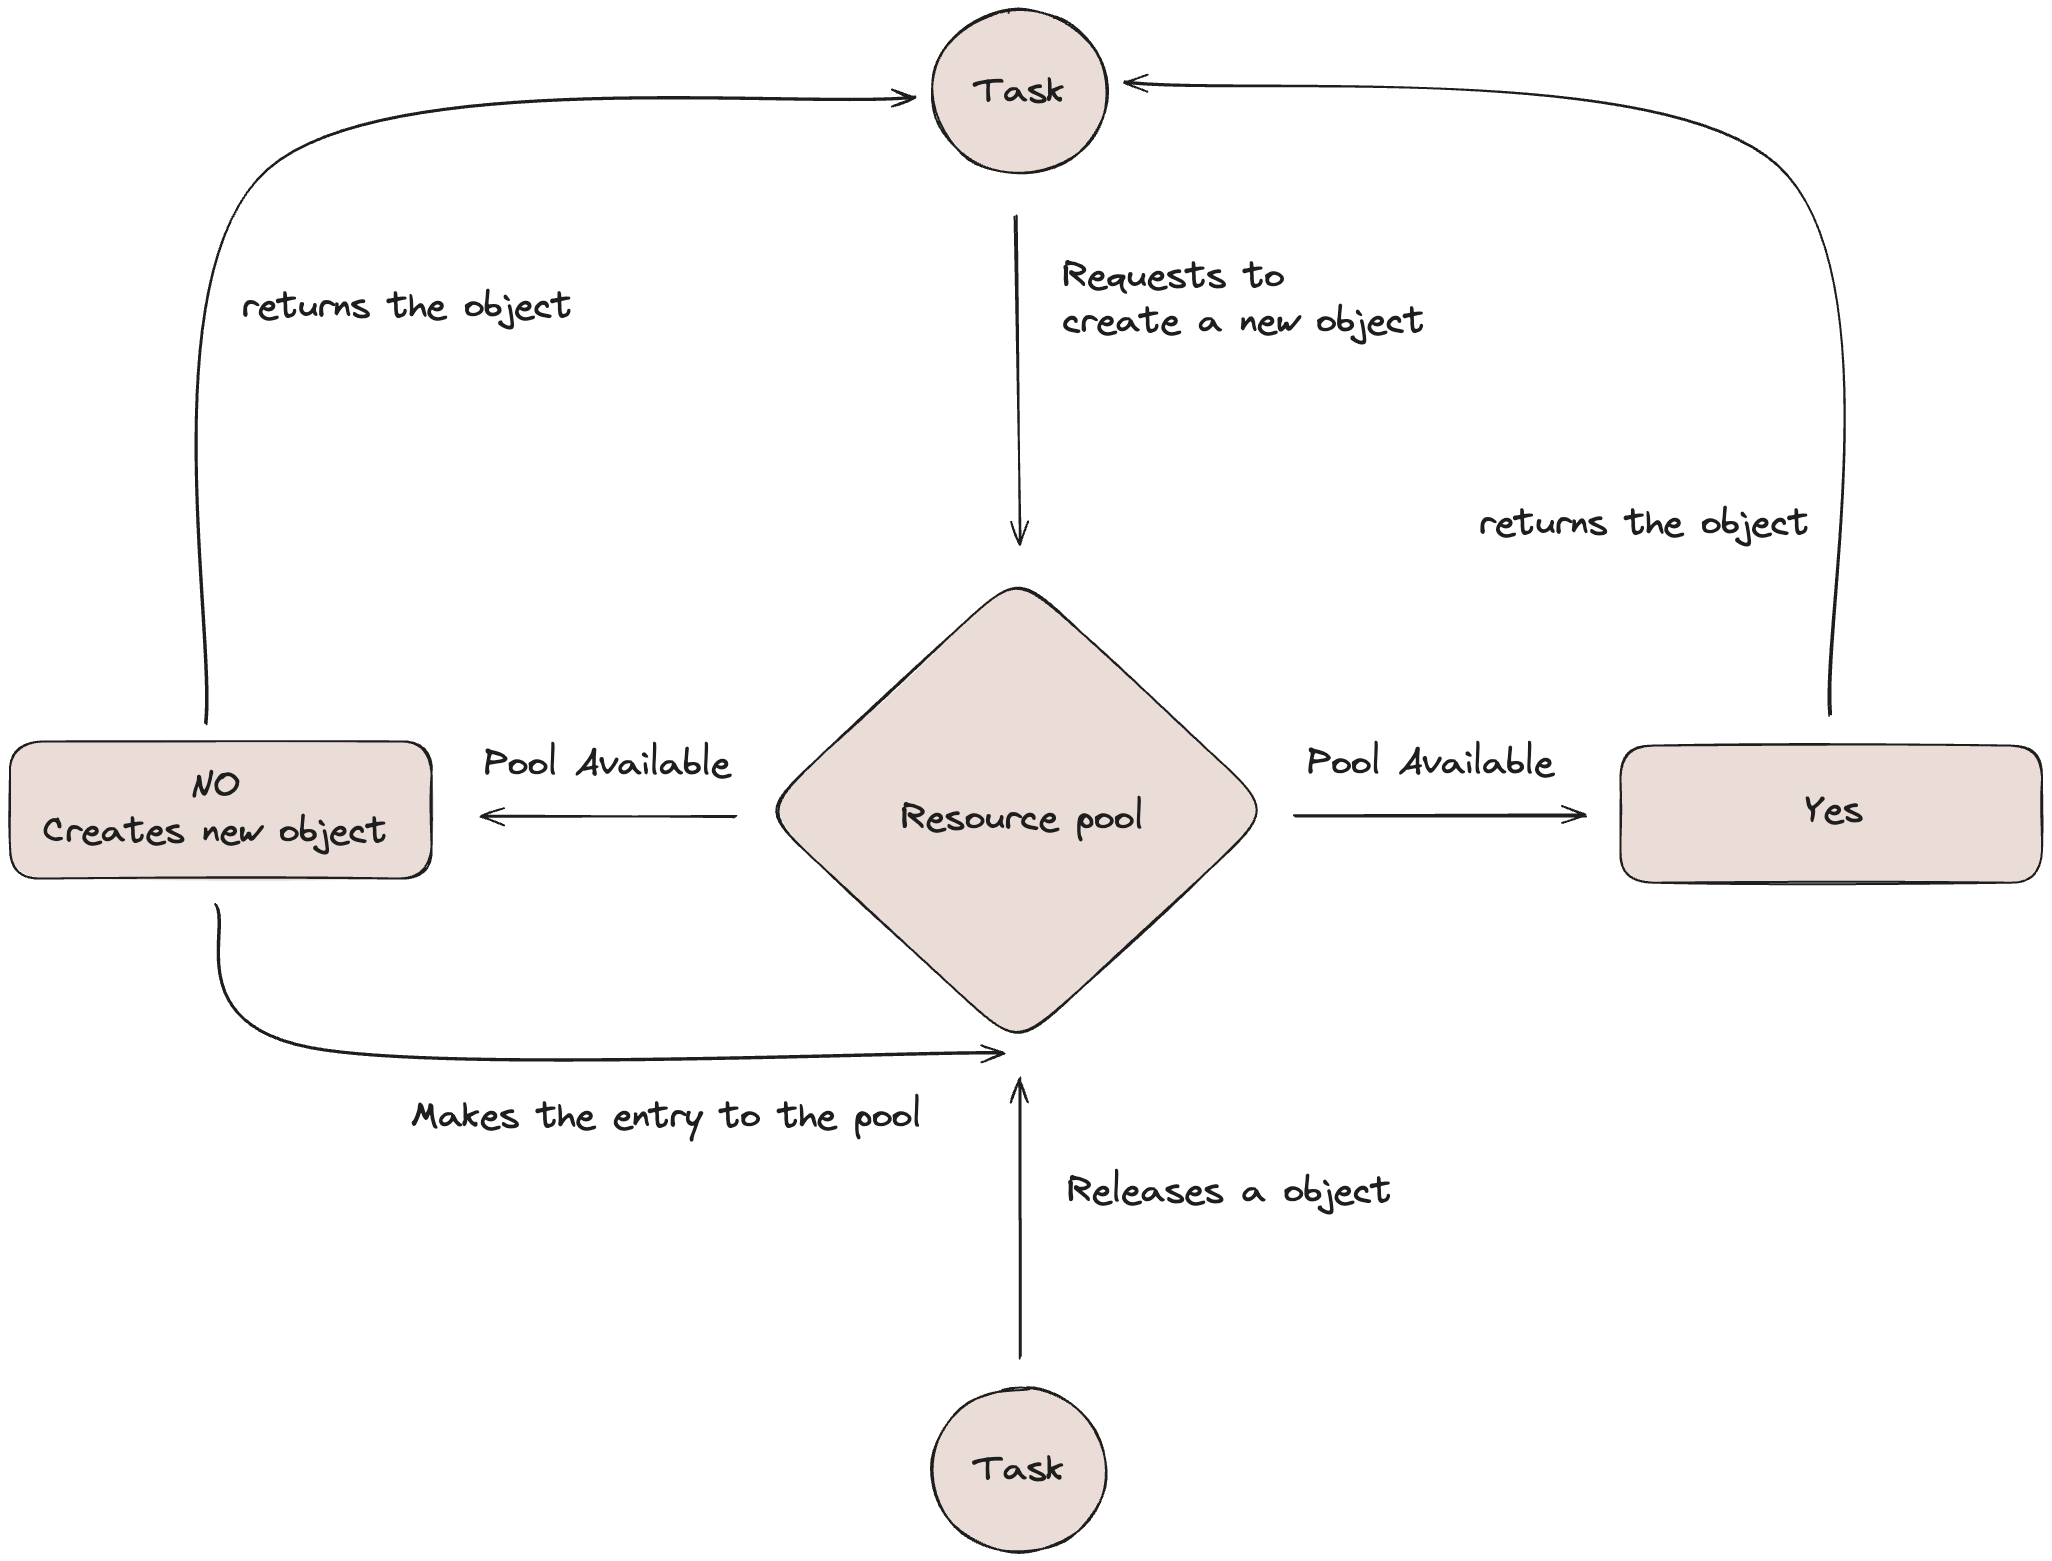 Task
Requests to
create a new object
returns the object
returns the object
Pool Available
Pool Available
NO
Creates new object
Resource pool
Yes
Makes the entry to the pool
Releases a object
Task